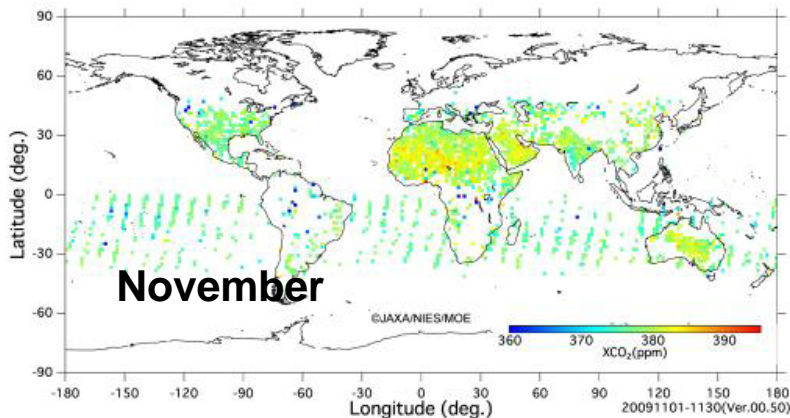 90
60
30
0
-30
-60
-90
Latitude (deg.)
November
©JAXA/NIES/MOE
360 370 380 390
XCO2(ppm)
-180 -150 -120 -90 -60 -30 0 30 60 90 120 150 180
Longitude (deg.) 20091101-1130(Ver.00.50)